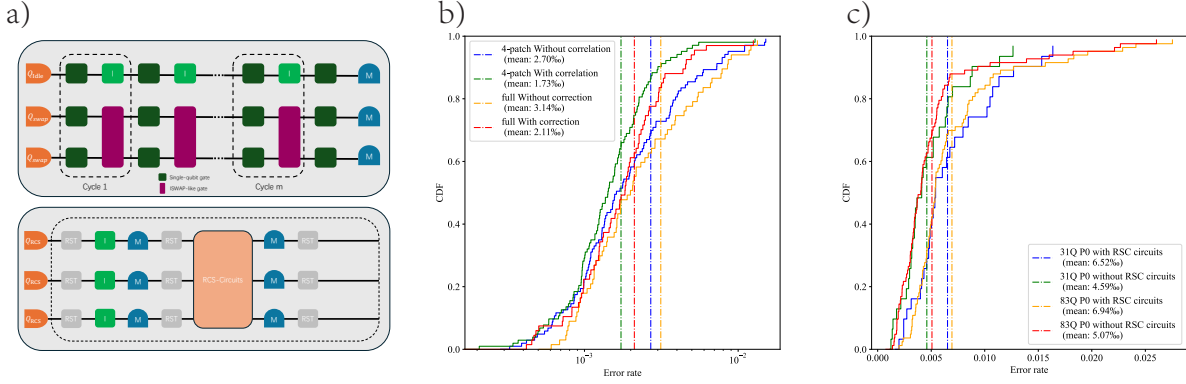 a)
b)
c)
Q_Idle
I
I
I
M
Q_swap
M
Q_swap
M
Cycle 1
Single-qubit gate
iSWAP-like gate
Cycle m
Q_RCS
RST
I
M
RST
RCS-Circuits
M
RST
Q_RCS
RST
I
M
RST
M
RST
Q_RCS
RST
I
M
RST
M
RST
CDF
1.0
0.8
0.6
0.4
0.2
0.0
4-patch Without correlation
(mean: 2.70‰)
4-patch With correlation
(mean: 1.73‰)
full Without correction
(mean: 3.14‰)
full With correction
(mean: 2.11‰)
10⁻³
10⁻²
Error rate
CDF
1.0
0.8
0.6
0.4
0.2
0.0
31Q P0 with RSC circuits
(mean: 6.52‰)
31Q P0 without RSC circuits
(mean: 4.59‰)
83Q P0 with RSC circuits
(mean: 6.94‰)
83Q P0 without RSC circuits
(mean: 5.07‰)
0.000
0.005
0.010
0.015
0.020
0.025
Error rate